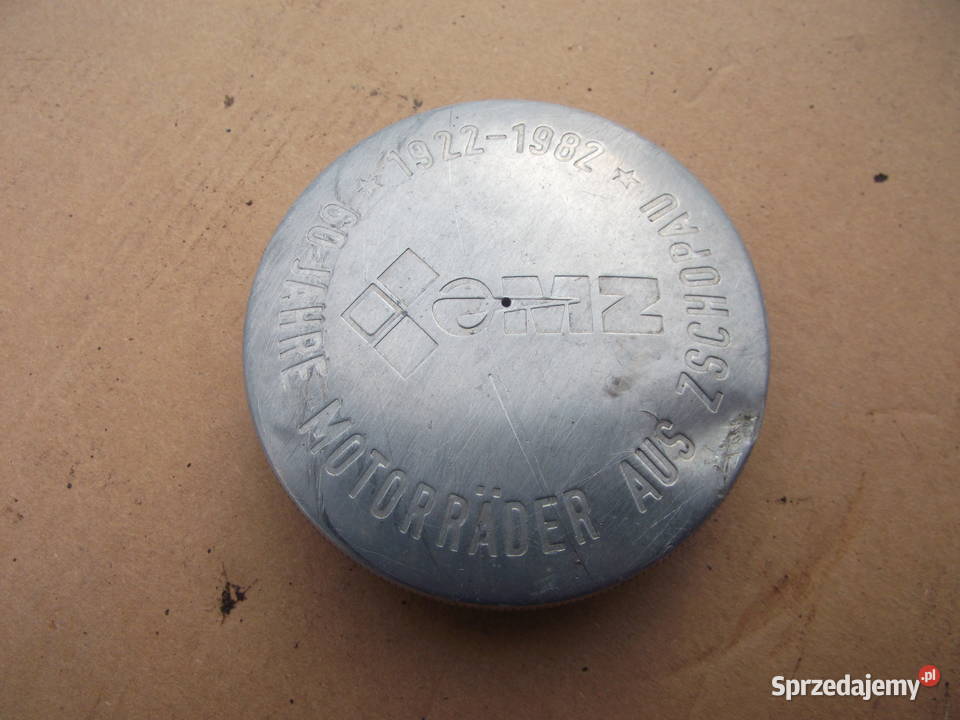 ★ 1922-1982 ★
60 JAHRE MOTORRÄDER AUS ZSCHOPAU
MZ
Sprzedajemy.pl